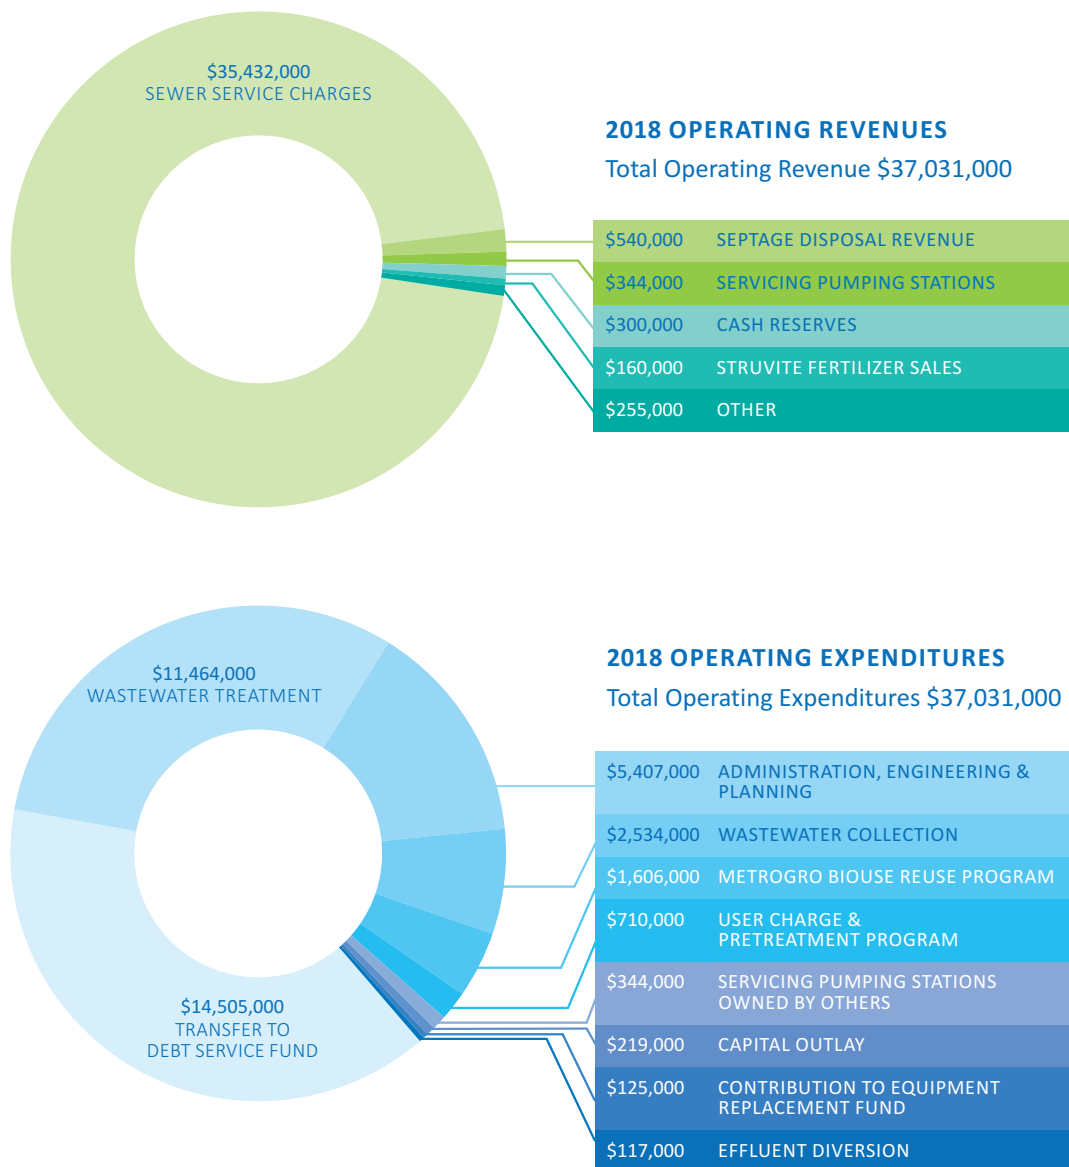 $35,432,000
SEWER SERVICE CHARGES
2018 OPERATING REVENUES
Total Operating Revenue $37,031,000
$540,000 SEPTAGE DISPOSAL REVENUE
$344,000 SERVICING PUMPING STATIONS
$300,000 CASH RESERVES
$160,000 STRUVITE FERTILIZER SALES
$255,000 OTHER
$11,464,000
WASTEWATER TREATMENT
$14,505,000
TRANSFER TO
DEBT SERVICE FUND
2018 OPERATING EXPENDITURES
Total Operating Expenditures $37,031,000
$5,407,000 ADMINISTRATION, ENGINEERING &
PLANNING
$2,534,000 WASTEWATER COLLECTION
$1,606,000 METROGRO BIOUSE REUSE PROGRAM
$710,000 USER CHARGE &
PRETREATMENT PROGRAM
$344,000 SERVICING PUMPING STATIONS
OWNED BY OTHERS
$219,000 CAPITAL OUTLAY
$125,000 CONTRIBUTION TO EQUIPMENT
REPLACEMENT FUND
$117,000 EFFLUENT DIVERSION